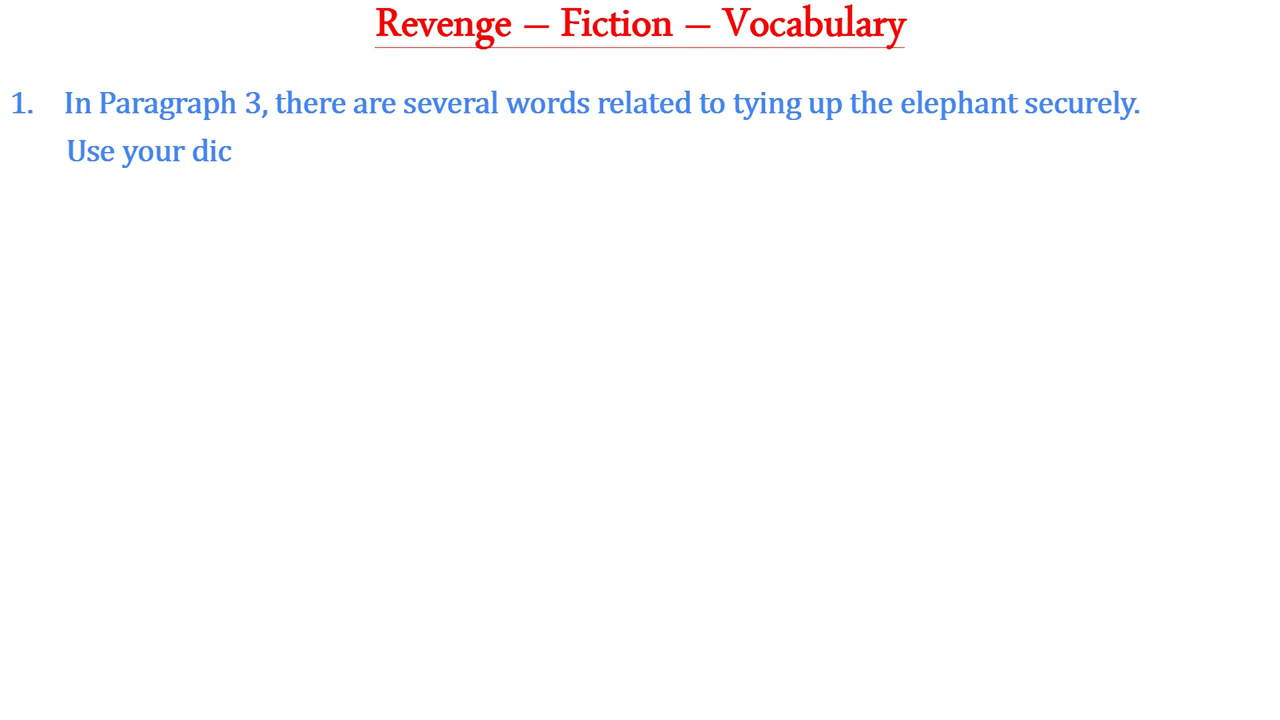 Revenge – Fiction – Vocabulary
1. In Paragraph 3, there are several words related to tying up the elephant securely.
Use your dic